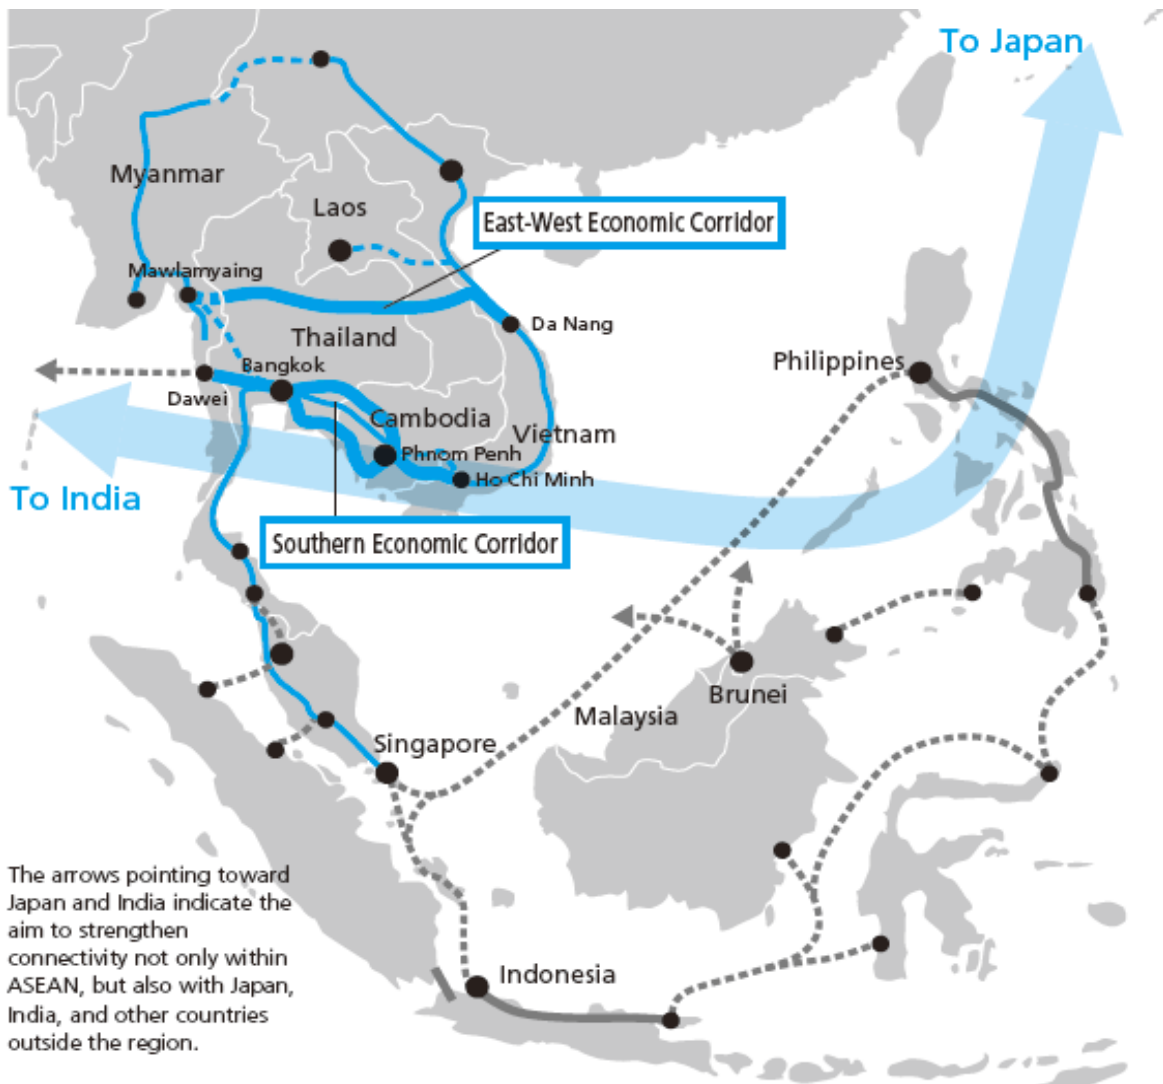 To Japan
Myanmar
Laos
East-West Economic Corridor
Mawlamyaing
Da Nang
Thailand
Philippines
Bangkok
Dawei
Cambodia
Vietnam
Phnom Penh
Ho Chi Minh
To India
Southern Economic Corridor
Brunei
Malaysia
Singapore
The arrows pointing toward
Japan and India indicate the
aim to strengthen
connectivity not only within
ASEAN, but also with Japan,
India, and other countries
outside the region.
Indonesia